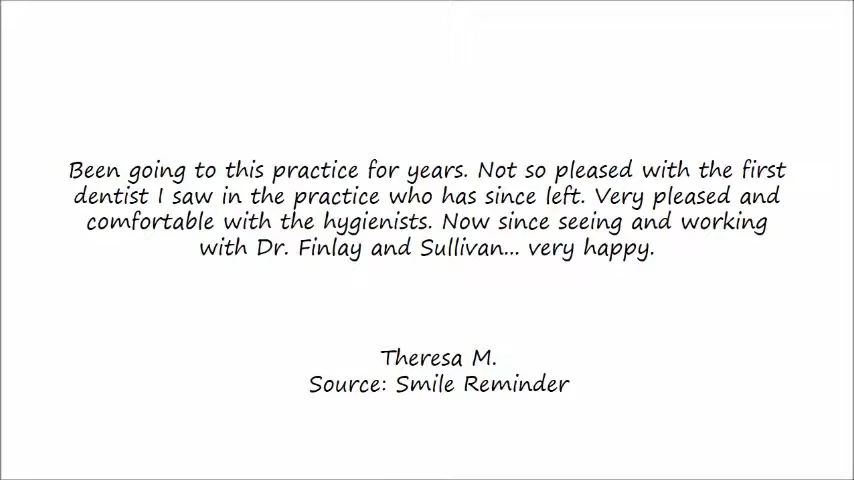 Been going to this practice for years. Not so pleased with the first
dentist I saw in the practice who has since left. Very pleased and
comfortable with the hygienists. Now since seeing and working
with Dr. Finlay and Sullivan... very happy.
Theresa M.
Source: Smile Reminder